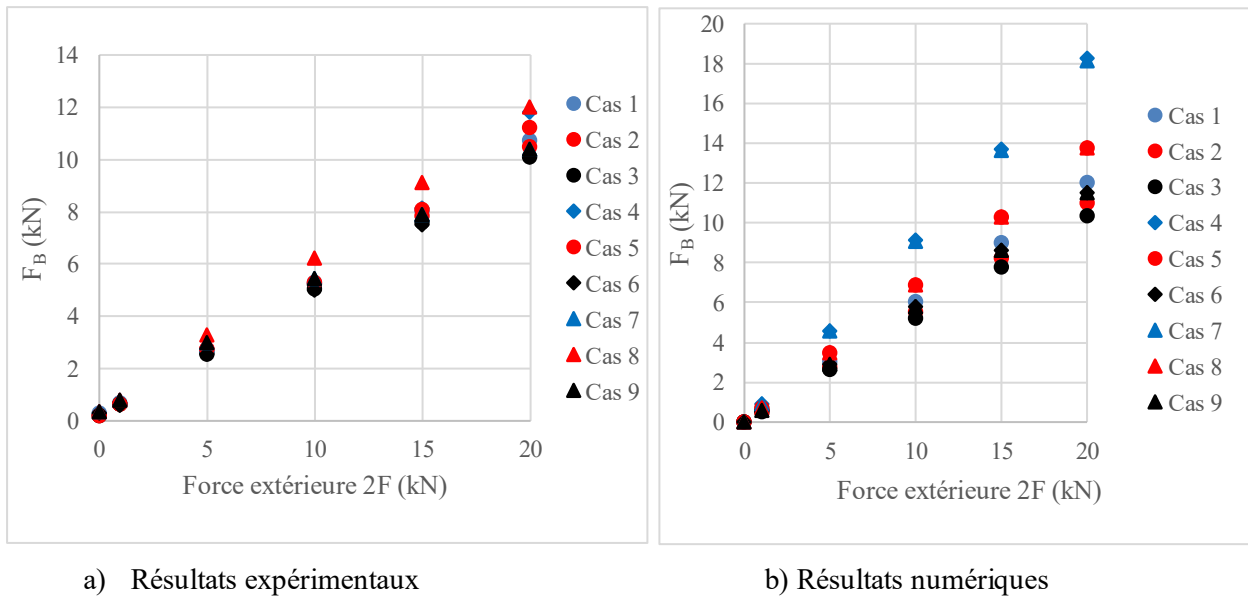 14
12
10
8
6
4
2
0
F_B (kN)
0 5 10 15 20
Force extérieure 2F (kN)
Cas 1
Cas 2
Cas 3
Cas 4
Cas 5
Cas 6
Cas 7
Cas 8
Cas 9
a) Résultats expérimentaux
20
18
16
14
12
10
8
6
4
2
0
F_B (kN)
0 5 10 15 20
Force extérieure 2F (kN)
Cas 1
Cas 2
Cas 3
Cas 4
Cas 5
Cas 6
Cas 7
Cas 8
Cas 9
b) Résultats numériques